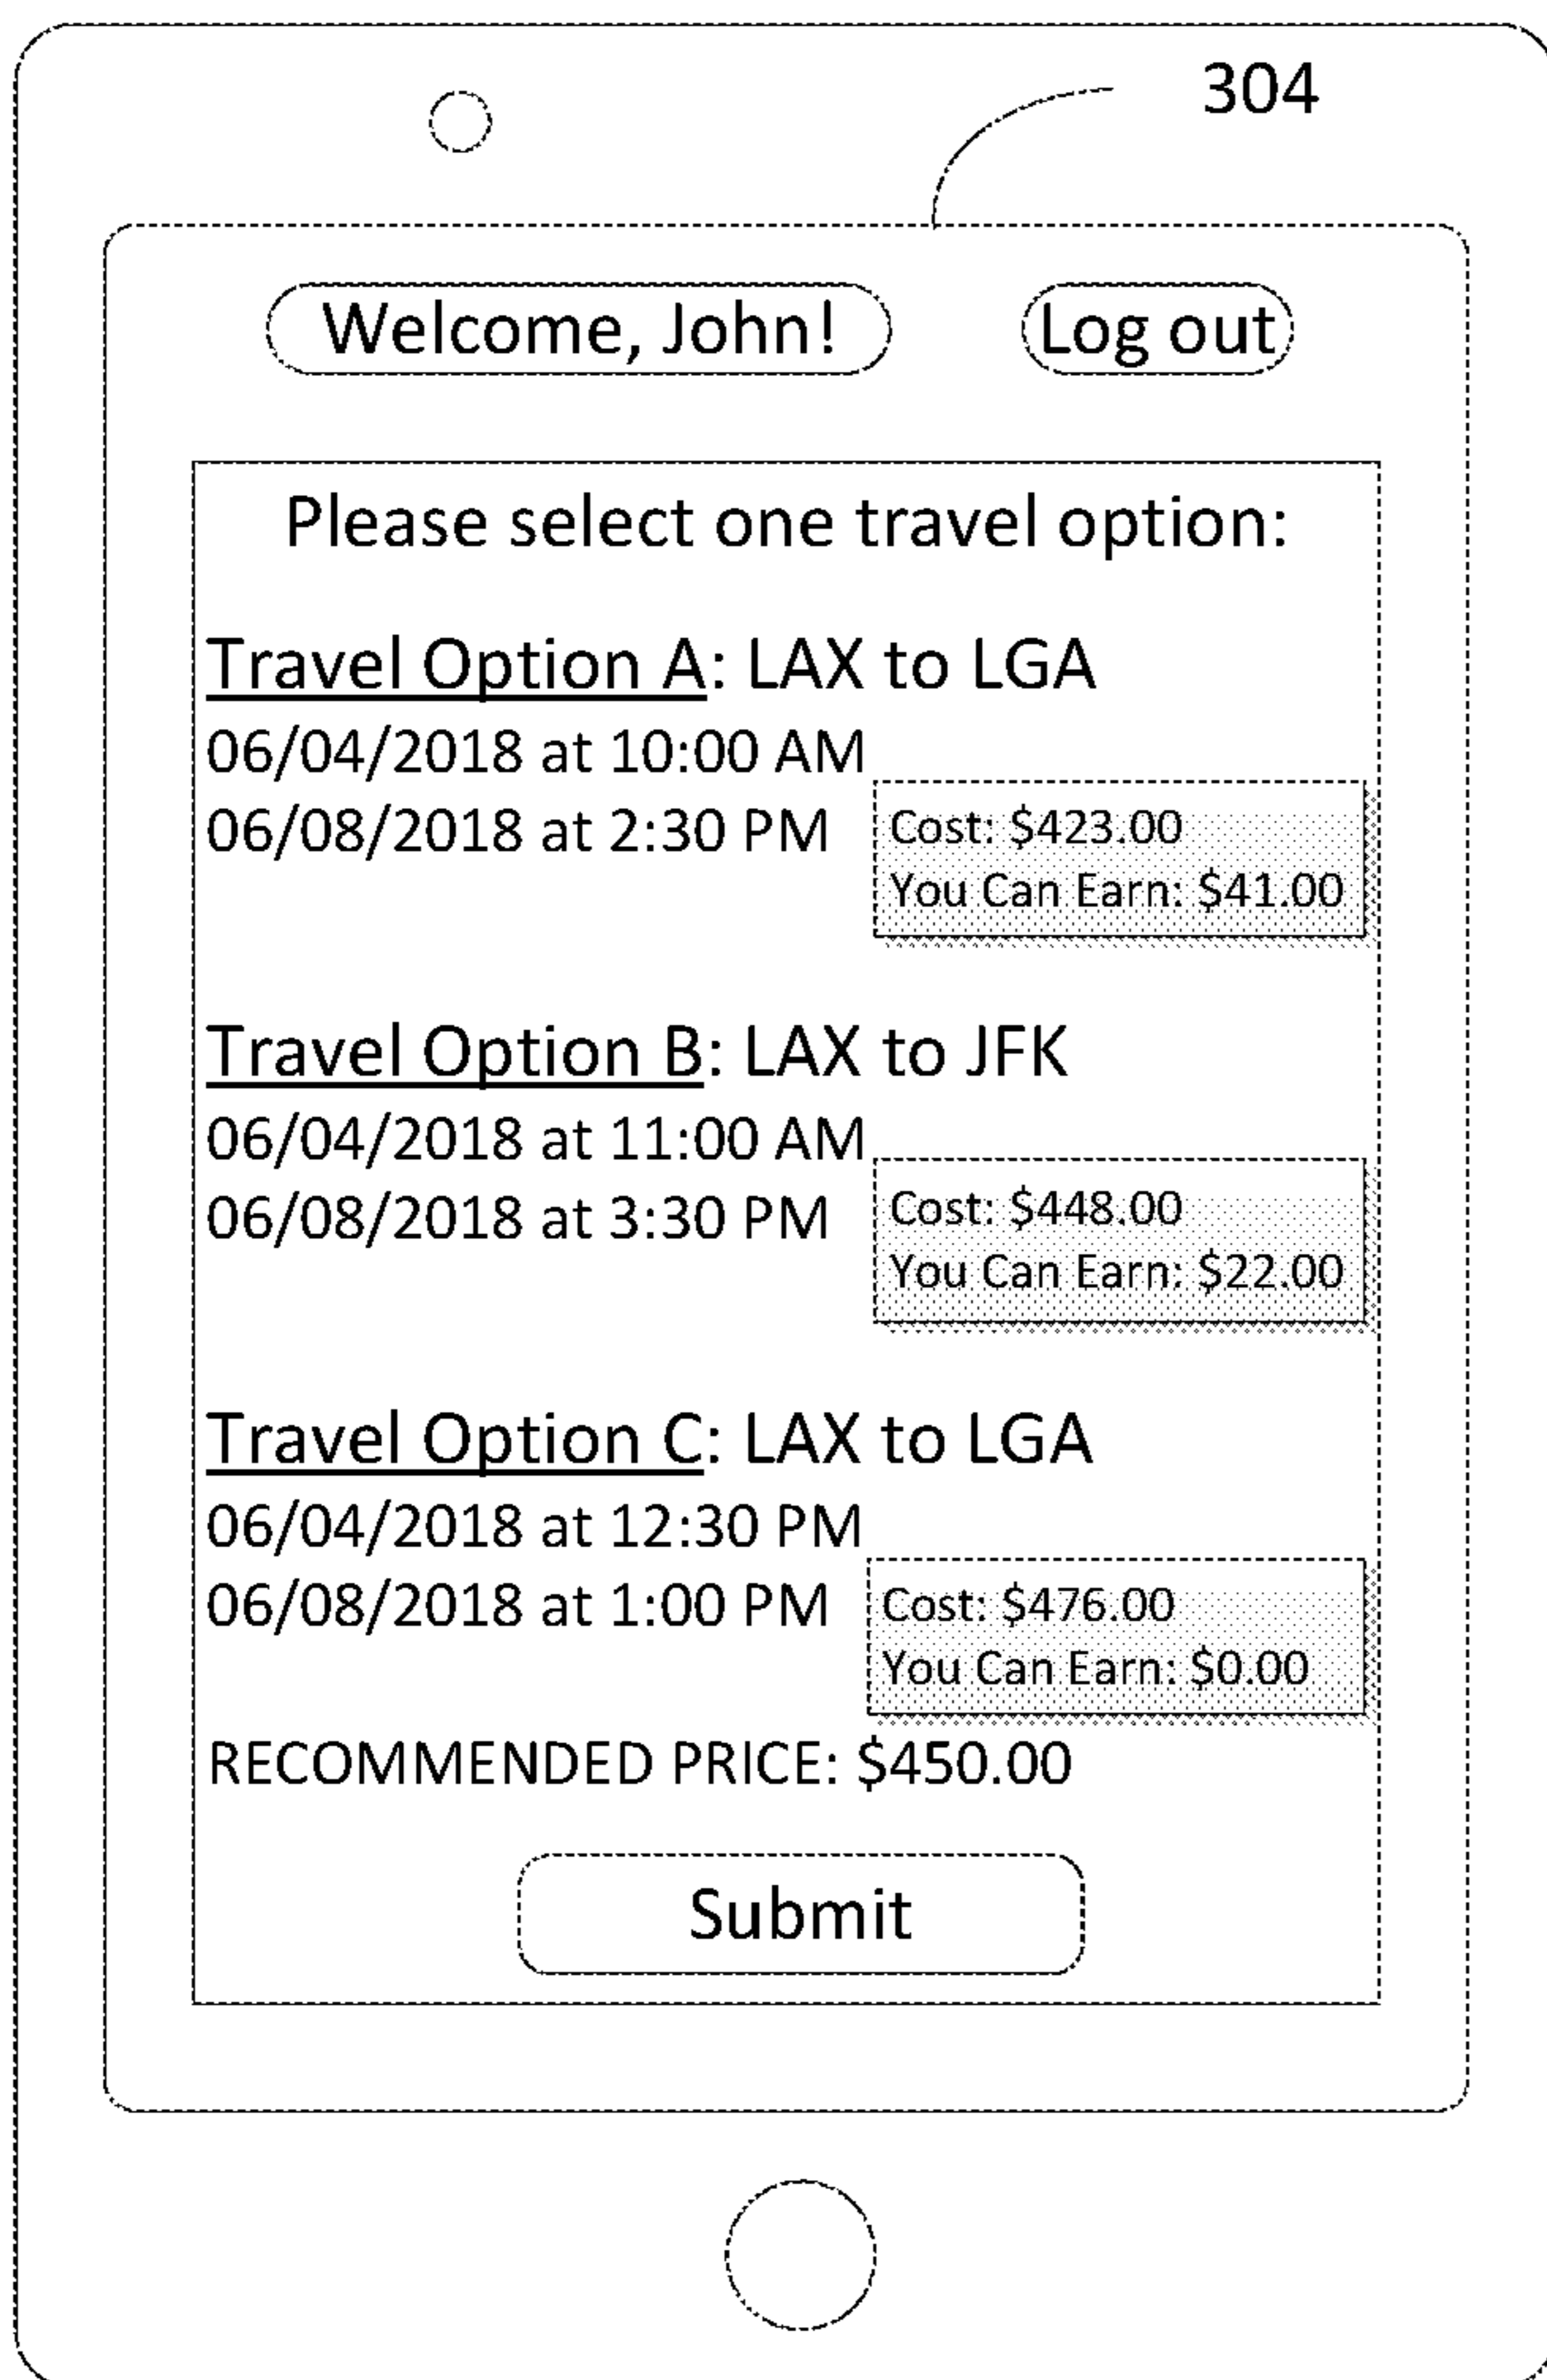 304
Welcome, John! Log out
Please select one travel option:
Travel Option A: LAX to LGA
06/04/2018 at 10:00 AM
06/08/2018 at 2:30 PM
Cost: $423.00
You Can Earn: $41.00
Travel Option B: LAX to JFK
06/04/2018 at 11:00 AM
06/08/2018 at 3:30 PM
Cost: $448.00
You Can Earn: $22.00
Travel Option C: LAX to LGA
06/04/2018 at 12:30 PM
06/08/2018 at 1:00 PM
Cost: $476.00
You Can Earn: $0.00
RECOMMENDED PRICE: $450.00
Submit